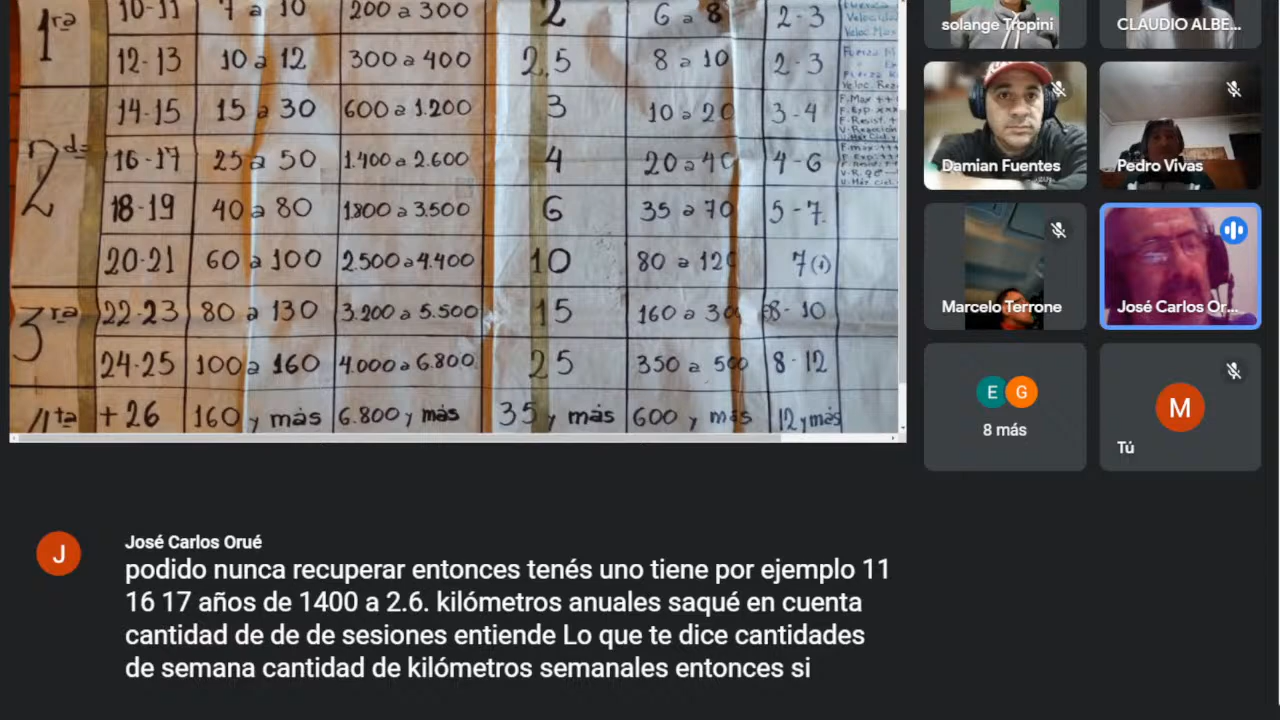 1ra 10-11 7 a 10 200 a 300 2 6 a 8 2-3
12-13 10 a 12 300 a 400 2.5 8 a 10 2-3
14-15 15 a 30 600 a 1.200 3 10 a 20 3-4
2da 16-17 25 a 50 1.400 a 2.600 4 20 a 40 4-6
18-19 40 a 80 1.800 a 3.500 6 35 a 70 5-7
20-21 60 a 100 2.500 a 4.400 10 80 a 120 7(+)
3ra 22-23 80 a 130 3.200 a 5.500 15 160 a 300 8-10
24-25 100 a 160 4.000 a 6.800 25 350 a 500 8-12
4ta +26 160 y más 6.800 y más 35 y más 600 y más 12 y más
solange Tropini
CLAUDIO ALBE...
Damian Fuentes
Pedro Vivas
Marcelo Terrone
José Carlos Or...
E G
8 más
M
Tú
J
José Carlos Orué
podido nunca recuperar entonces tenés uno tiene por ejemplo 11
16 17 años de 1400 a 2.6. kilómetros anuales saqué en cuenta
cantidad de de de sesiones entiende Lo que te dice cantidades
de semana cantidad de kilómetros semanales entonces si